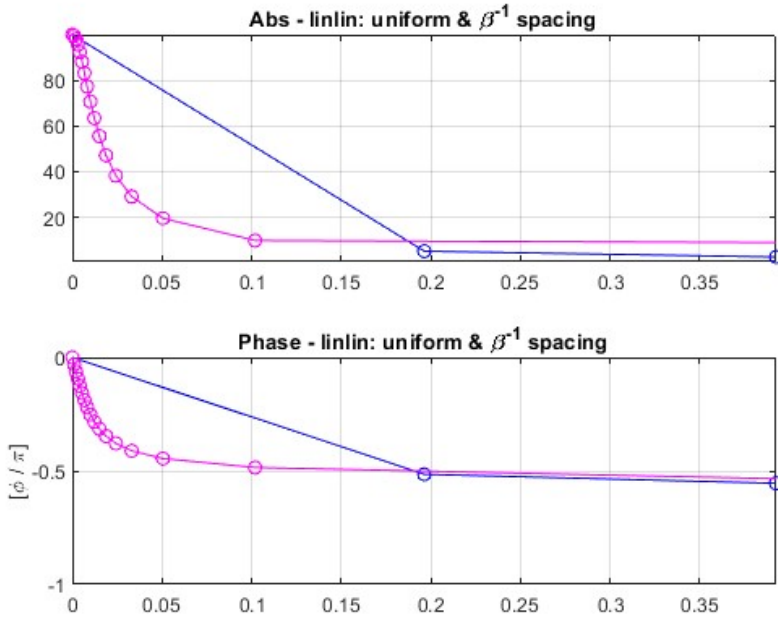 Abs - linlin: uniform & β⁻¹ spacing
80
60
40
20
0 0.05 0.1 0.15 0.2 0.25 0.3 0.35
Phase - linlin: uniform & β⁻¹ spacing
0
-0.5
-1
[ϕ / π]
0 0.05 0.1 0.15 0.2 0.25 0.3 0.35